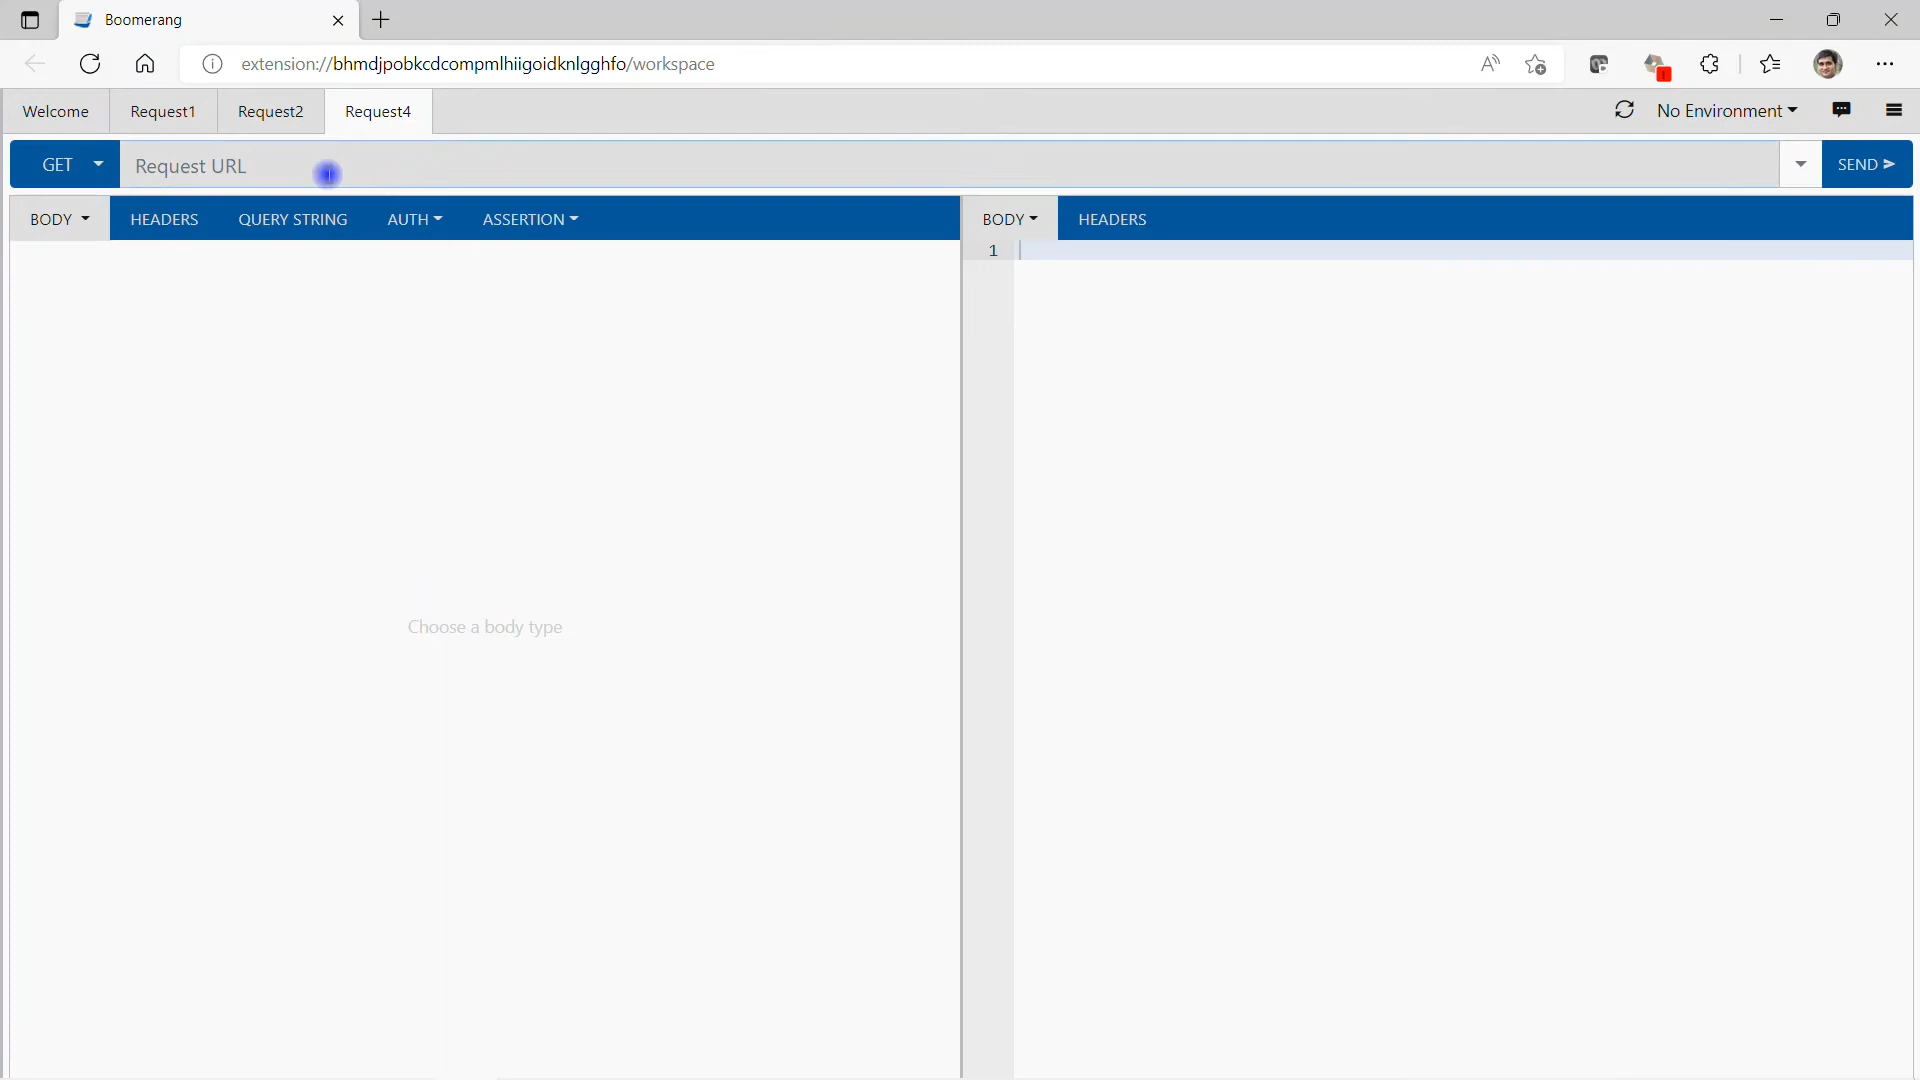 Boomerang
extension://bhmdjpobkcdcompmlhiigoidknlgghfo/workspace
Welcome Request1 Request2 Request4 No Environment
GET Request URL SEND
BODY HEADERS QUERY STRING AUTH ASSERTION BODY HEADERS
1
Choose a body type